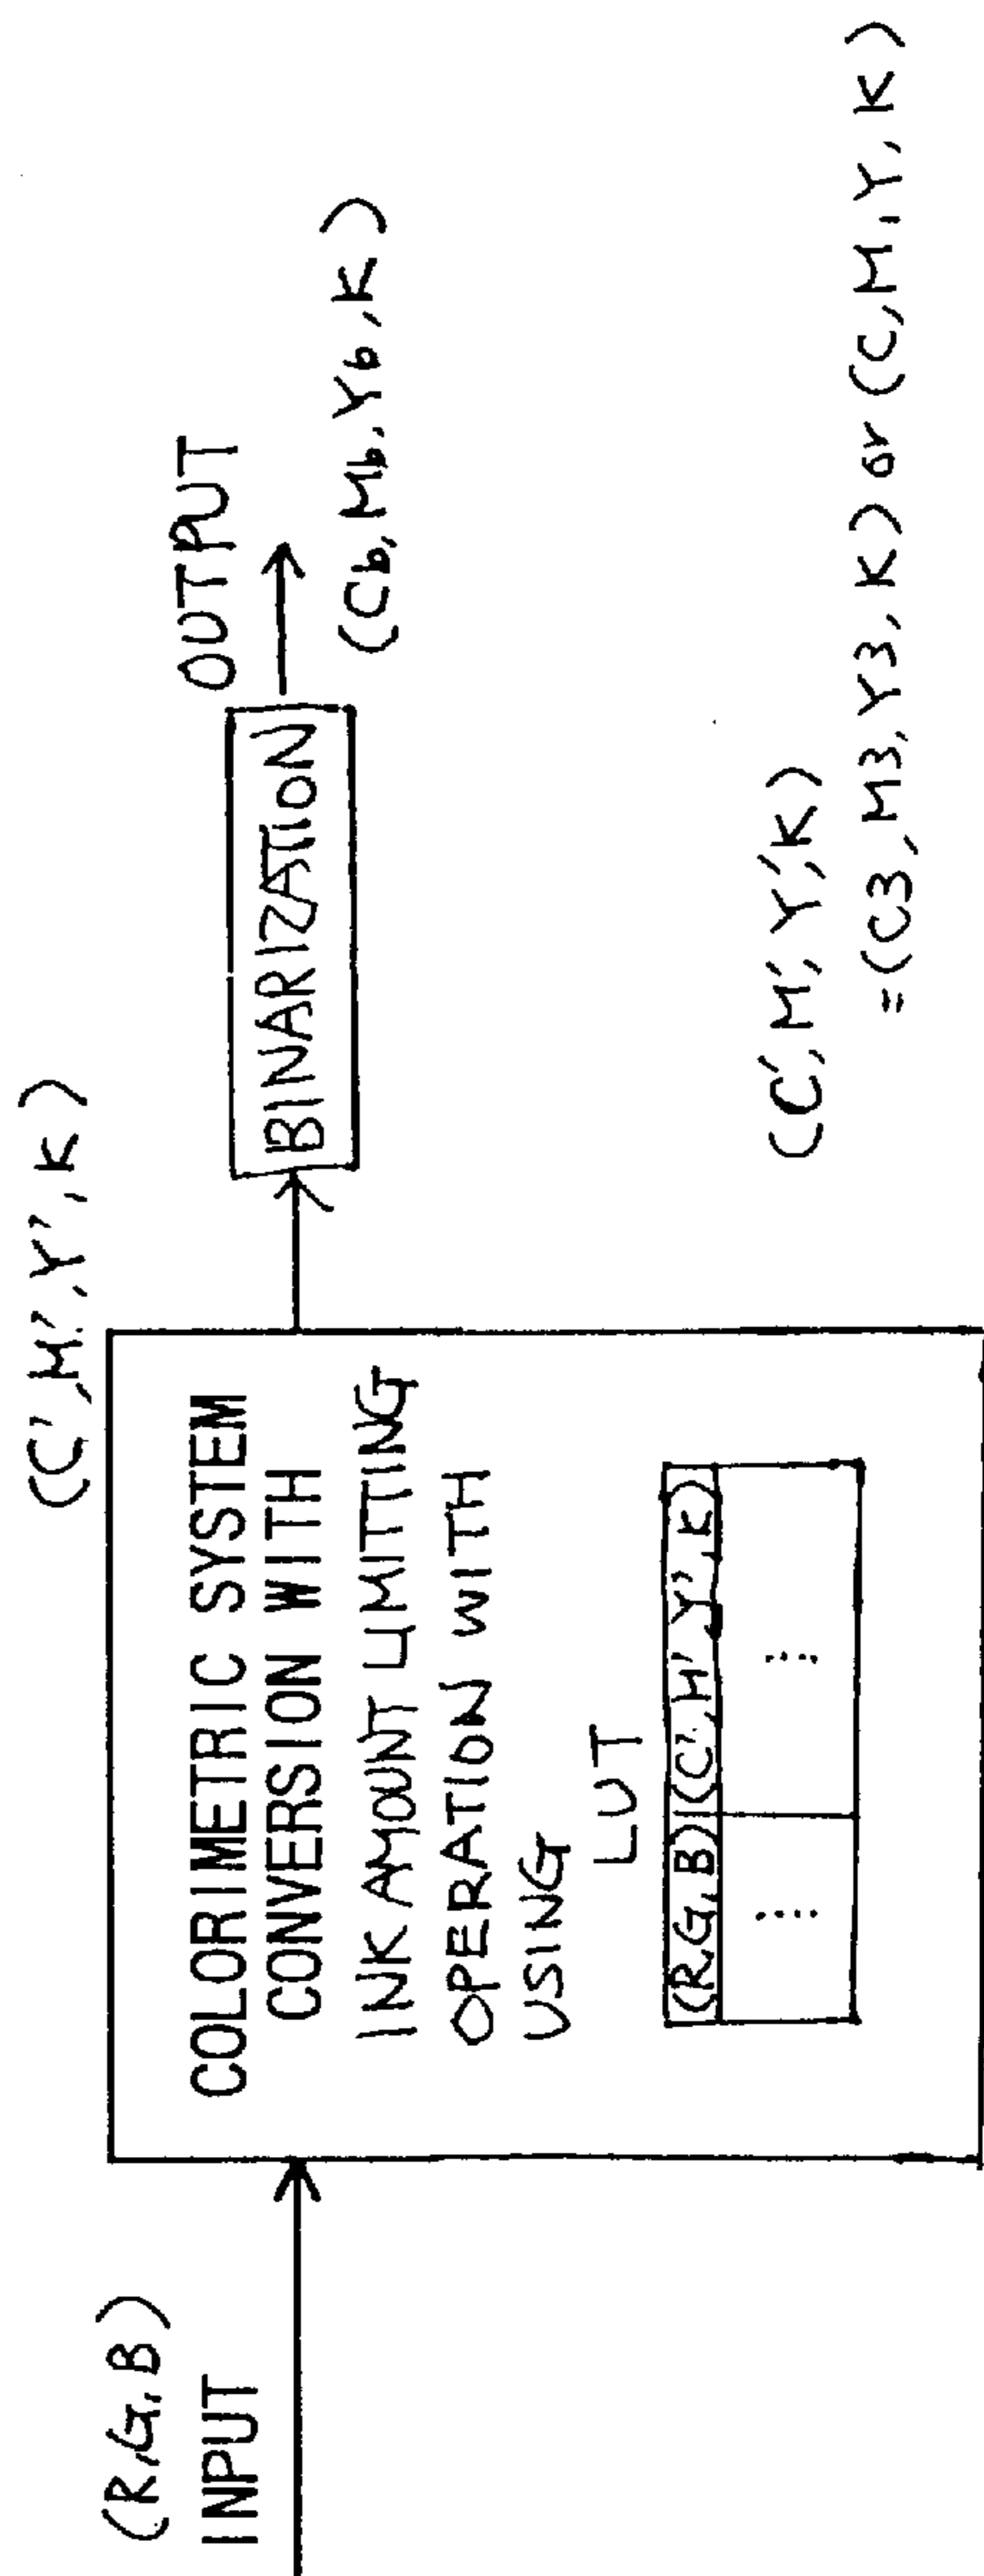 (R,G,B)
INPUT
(C',M',Y',K)
COLORIMETRIC SYSTEM
CONVERSION WITH
INK AMOUNT LIMITTING
OPERATION WITH
USING
LUT
(R,G,B) (C',M',Y',K)
⋮ ⋮
BINARIZATION
OUTPUT
(Cb,Mb,Yb,K)
(C',M',Y',K)
=(C3,M3,Y3,K) or (C,M,Y,K)